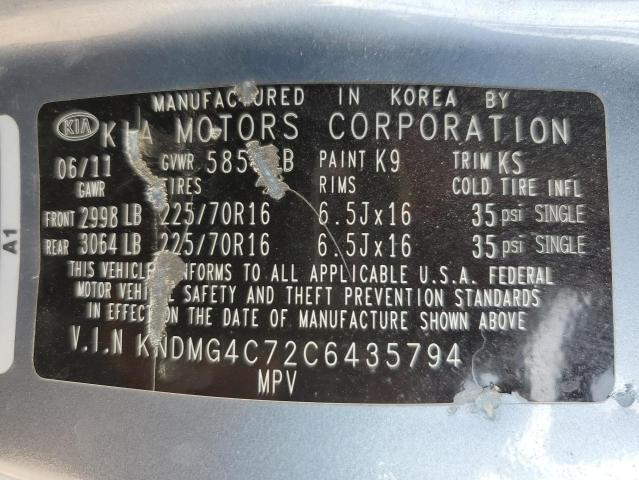 MANUFACTURED IN KOREA BY
KIA KIA MOTORS CORPORATION
06/11 GVWR 585 B PAINT K9 TRIM KS
GAWR TIRES RIMS COLD TIRE INFL
FRONT 2998 LB 225/70R16 6.5Jx16 35 psi SINGLE
REAR 3064 LB 225/70R16 6.5Jx16 35 psi SINGLE
THIS VEHICLE CONFORMS TO ALL APPLICABLE U.S.A. FEDERAL
MOTOR VEHICLE SAFETY AND THEFT PREVENTION STANDARDS
IN EFFECT ON THE DATE OF MANUFACTURE SHOWN ABOVE
V.I.N KNDMG4C72C6435794
MPV
A1